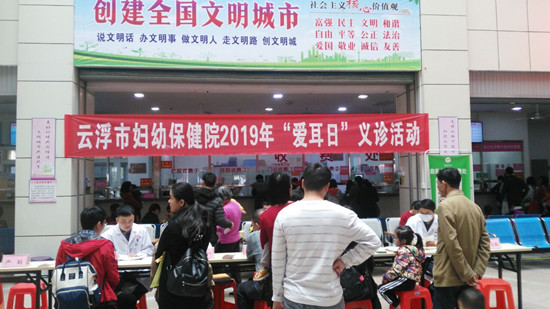 创建全国文明城市
说文明话 办文明事 做文明人 走文明路 创文明城
社会主义核心价值观
富强 民主 文明 和谐
自由 平等 公正 法治
爱国 敬业 诚信 友善
云浮市妇幼保健院2019年“爱耳日”义诊活动
收 费 处